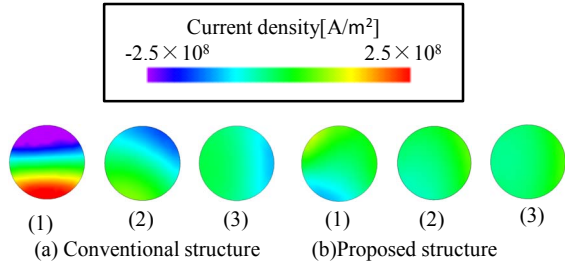 Current density[A/m²]
-2.5×10⁸ 2.5×10⁸
(1) (2) (3) (1) (2) (3)
(a) Conventional structure (b)Proposed structure